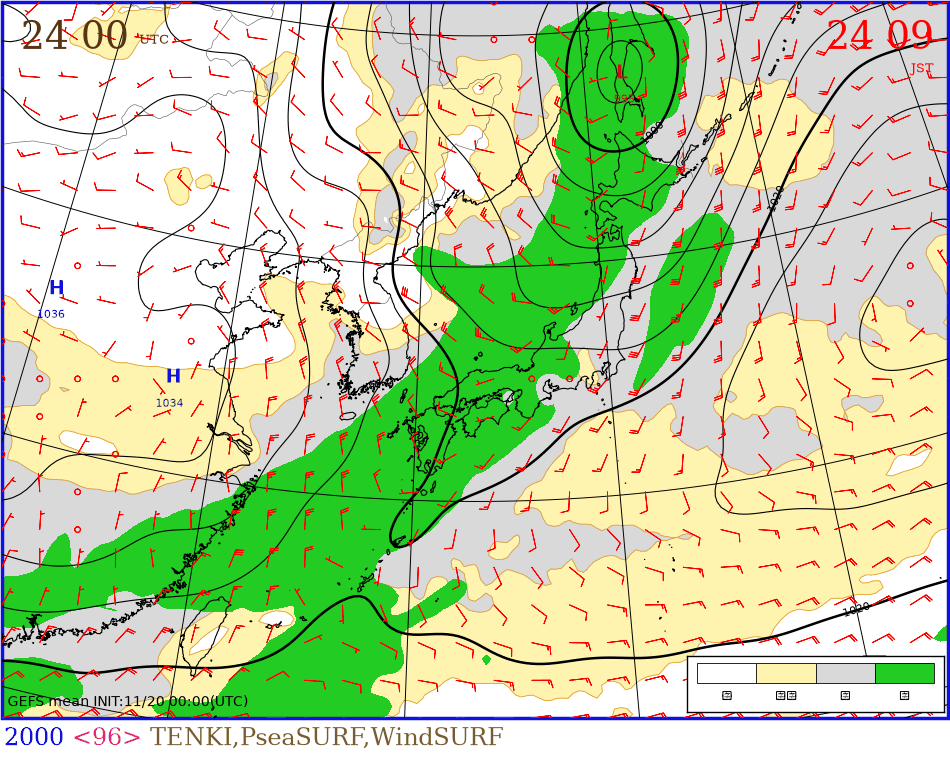 24 00 UTC
24 09
JST
L
1000
1020
H
1036
H
1034
1020
GEFS mean INIT:11/20 00:00(UTC)
2000 <96> TENKI,PseaSURF,WindSURF